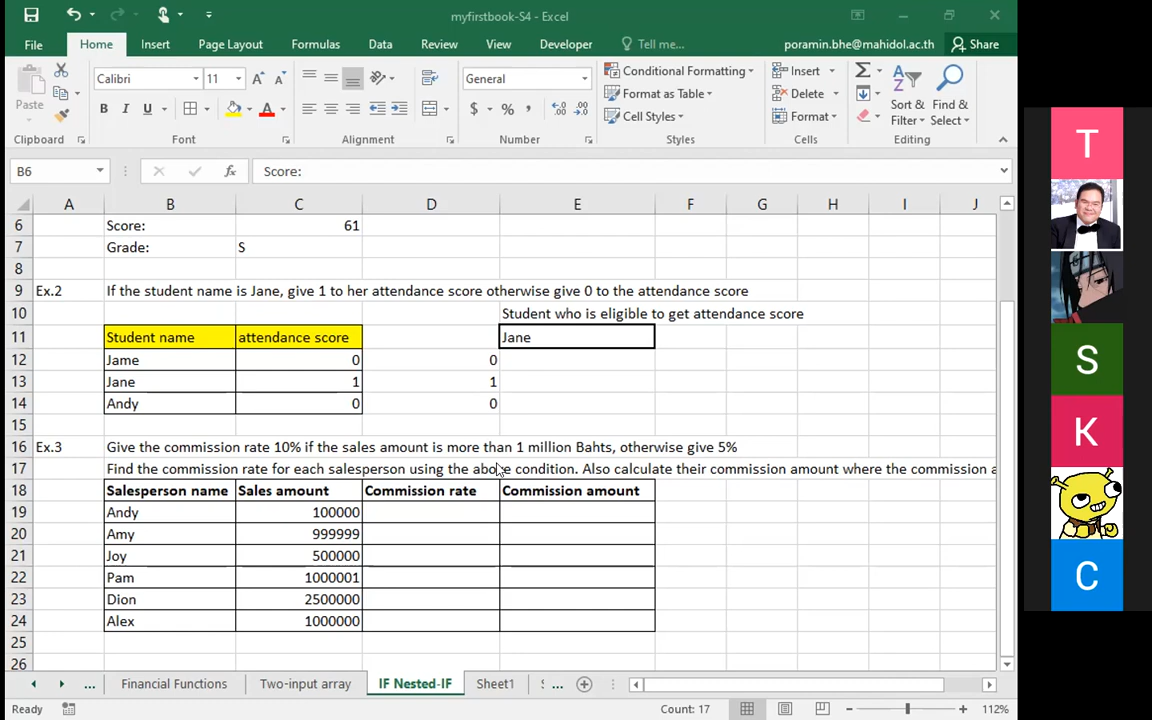 myfirstbook-S4 - Excel
File Home Insert Page Layout Formulas Data Review View Developer Tell me... poramin.bhe@mahidol.ac.th Share
Paste
Calibri 11
B I U A
General
$ % ,
Conditional Formatting
Format as Table
Cell Styles
Insert
Delete
Format
Sort & Filter
Find & Select
Clipboard Font Alignment Number Styles Cells Editing
B6 fx Score:
A B C D E F G H I J
6 Score: 61
7 Grade: S
8
9 Ex.2 If the student name is Jane, give 1 to her attendance score otherwise give 0 to the attendance score
10 Student who is eligible to get attendance score
11 Student name attendance score Jane
12 Jame 0 0
13 Jane 1 1
14 Andy 0 0
15
16 Ex.3 Give the commission rate 10% if the sales amount is more than 1 million Bahts, otherwise give 5%
17 Find the commission rate for each salesperson using the above condition. Also calculate their commission amount where the commission a
18 Salesperson name Sales amount Commission rate Commission amount
19 Andy 100000
20 Amy 999999
21 Joy 500000
22 Pam 1000001
23 Dion 2500000
24 Alex 1000000
25
26
... Financial Functions Two-input array IF Nested-IF Sheet1 ...
Ready Count: 17 112%
T
S
K
C